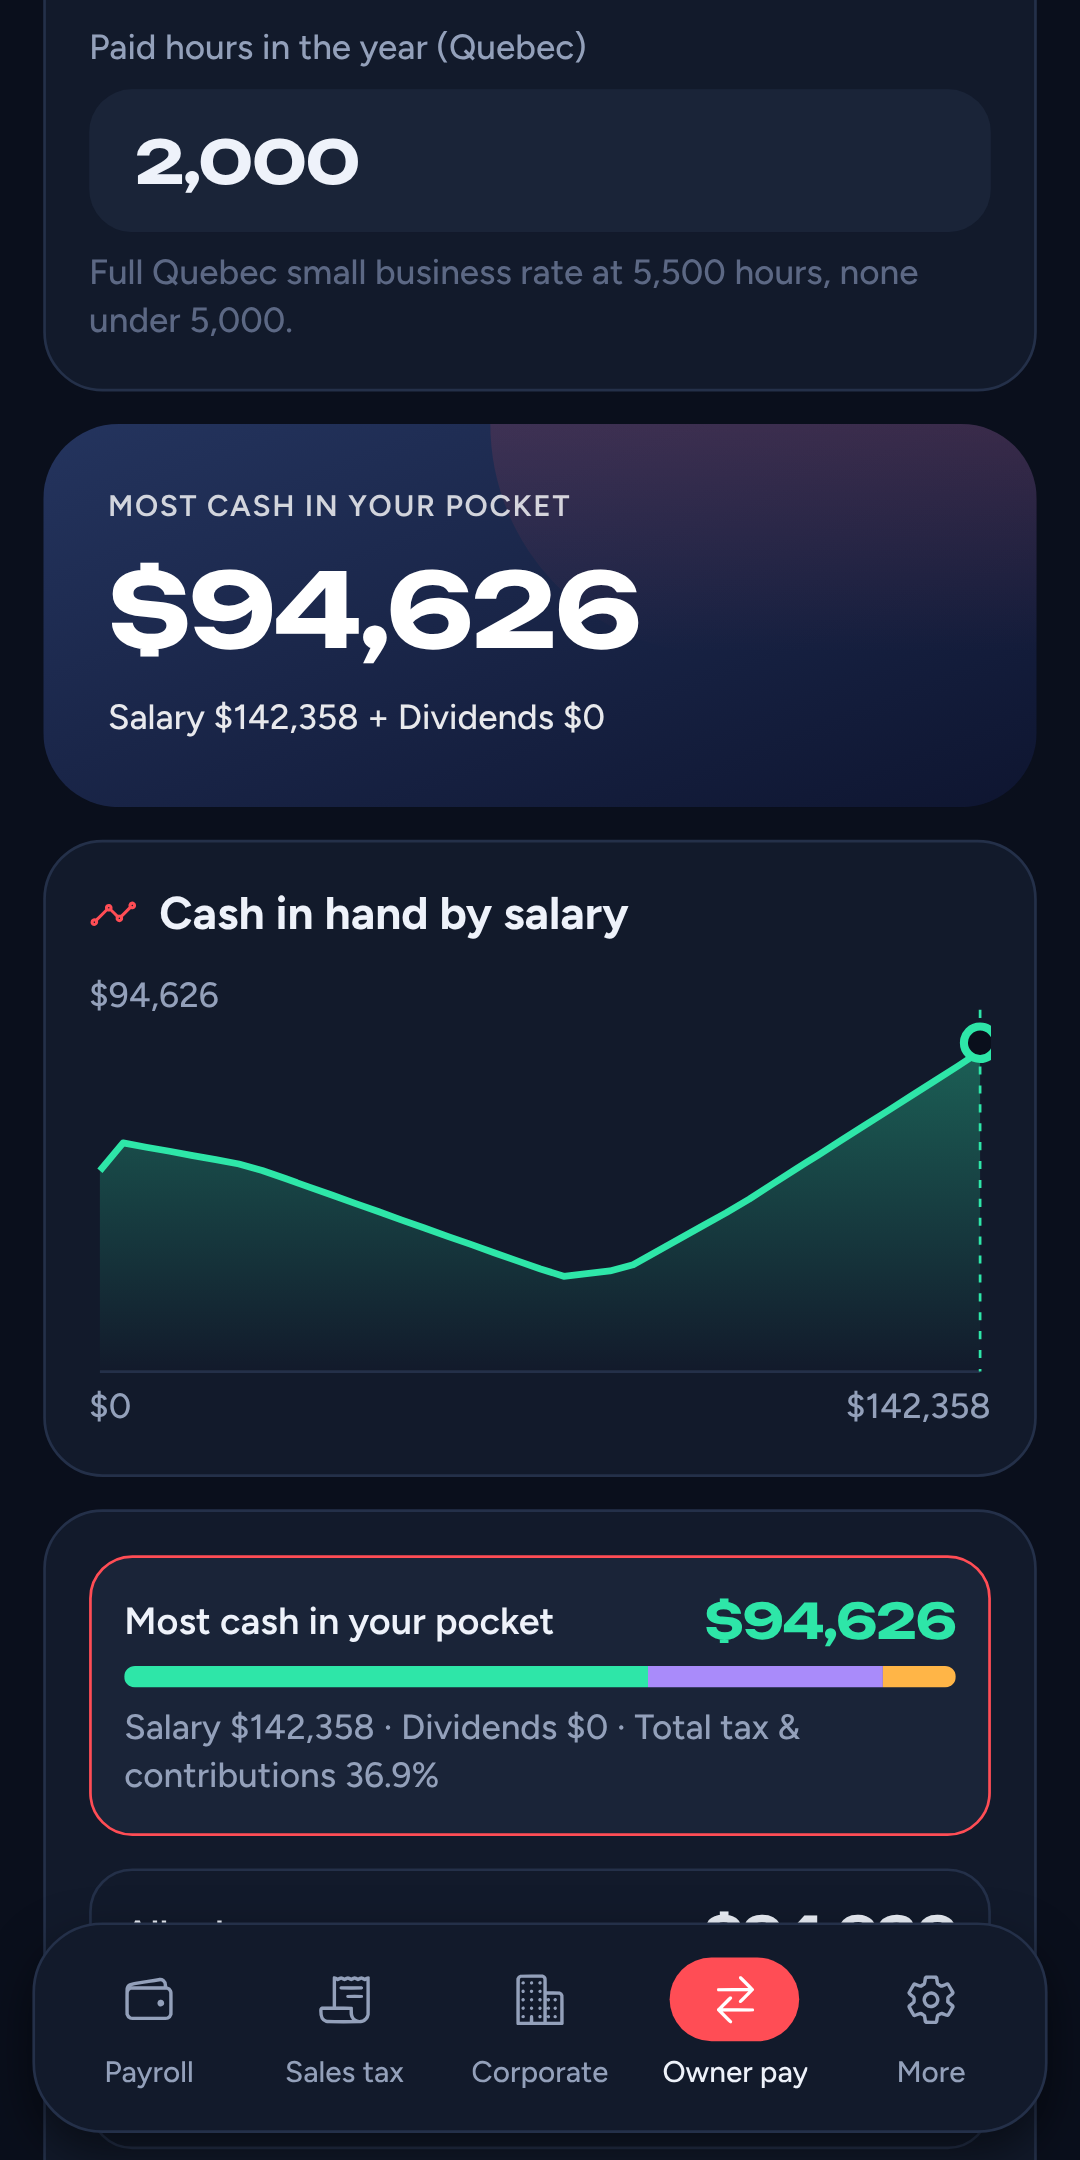 Paid hours in the year (Quebec)
2,000
Full Quebec small business rate at 5,500 hours, none
under 5,000.
MOST CASH IN YOUR POCKET
$94,626
Salary $142,358 + Dividends $0
Cash in hand by salary
$94,626
$0
$142,358
Most cash in your pocket
$94,626
Salary $142,358 · Dividends $0 · Total tax &
contributions 36.9%
Payroll
Sales tax
Corporate
Owner pay
More